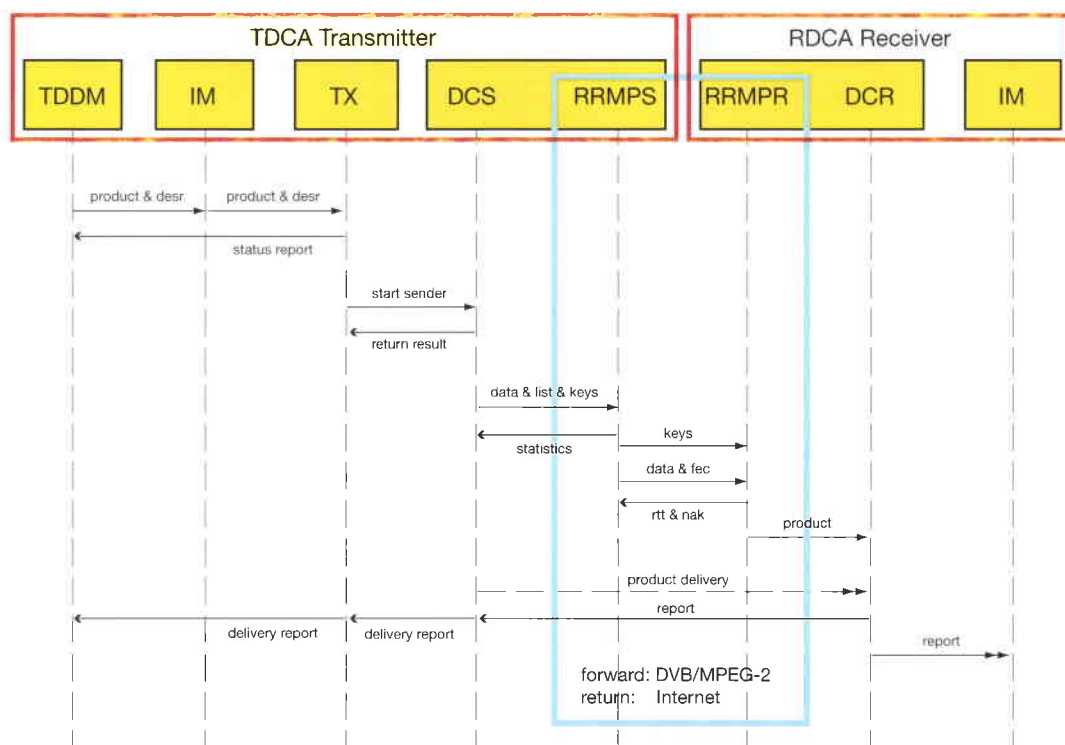 TDCA Transmitter
RDCA Receiver
TDDM
IM
TX
DCS
RRMPS
RRMPR
DCR
IM
product & desr.
product & desr
status report
start sender
return result
data & list & keys
statistics
keys
data & fec
rtt & nak
product
product delivery
report
delivery report
delivery report
report
forward: DVB/MPEG-2
return: Internet